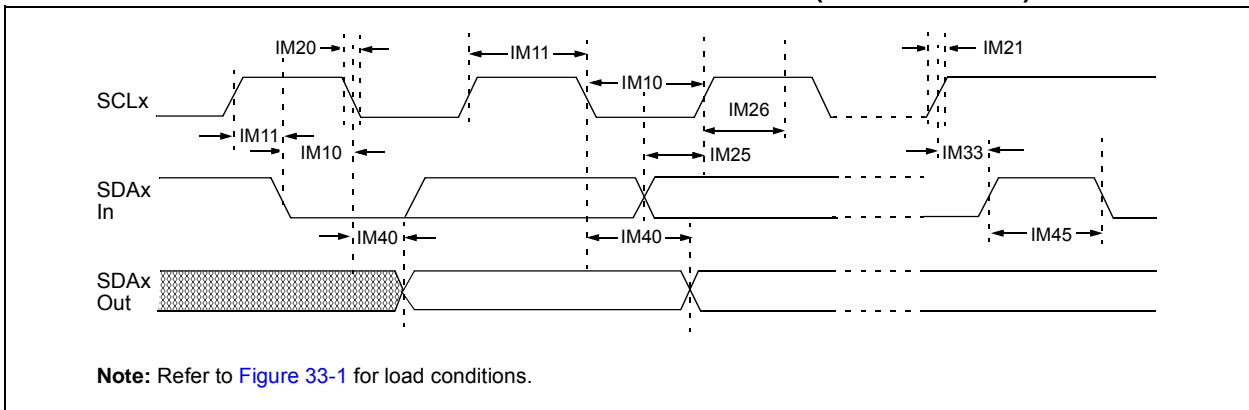 IM20
IM11
IM21
IM10
SCLx
IM26
IM11
IM10
IM25
IM33
SDAx
In
IM40
IM40
IM45
SDAx
Out
Note: Refer to Figure 33-1 for load conditions.